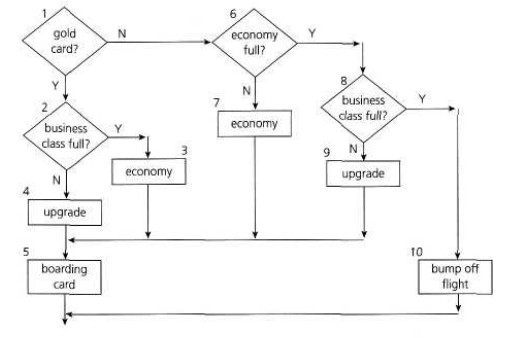 1
gold
card?
N
Y
2
business
class full?
Y
N
3
economy
4
upgrade
5
boarding
card
6
economy
full?
Y
N
7
economy
8
business
class full?
Y
N
9
upgrade
10
bump off
flight